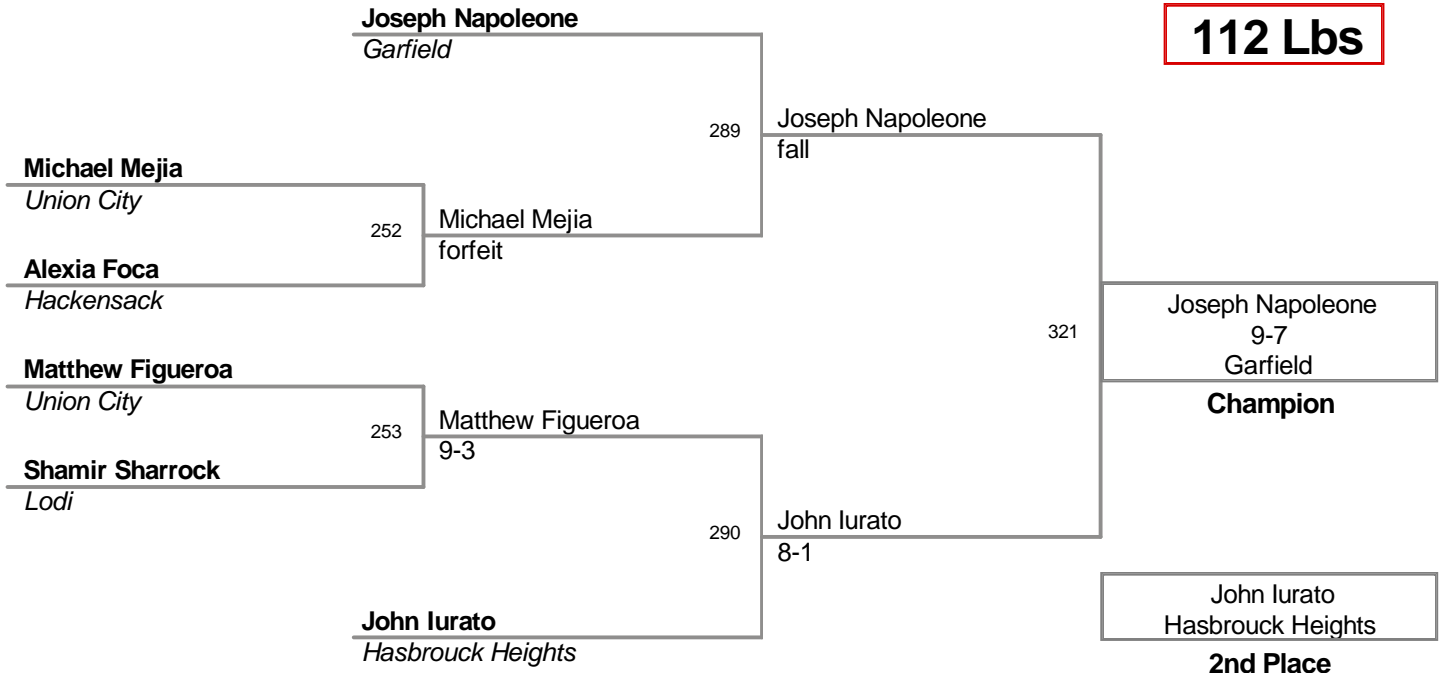 Joseph Napoleone
Garfield
112 Lbs
289
Joseph Napoleone
fall
Michael Mejia
Union City
252
Michael Mejia
forfeit
Alexia Foca
Hackensack
321
Joseph Napoleone
9-7
Garfield
Champion
Matthew Figueroa
Union City
253
Matthew Figueroa
9-3
Shamir Sharrock
Lodi
290
John Iurato
8-1
John Iurato
Hasbrouck Heights
John Iurato
Hasbrouck Heights
2nd Place